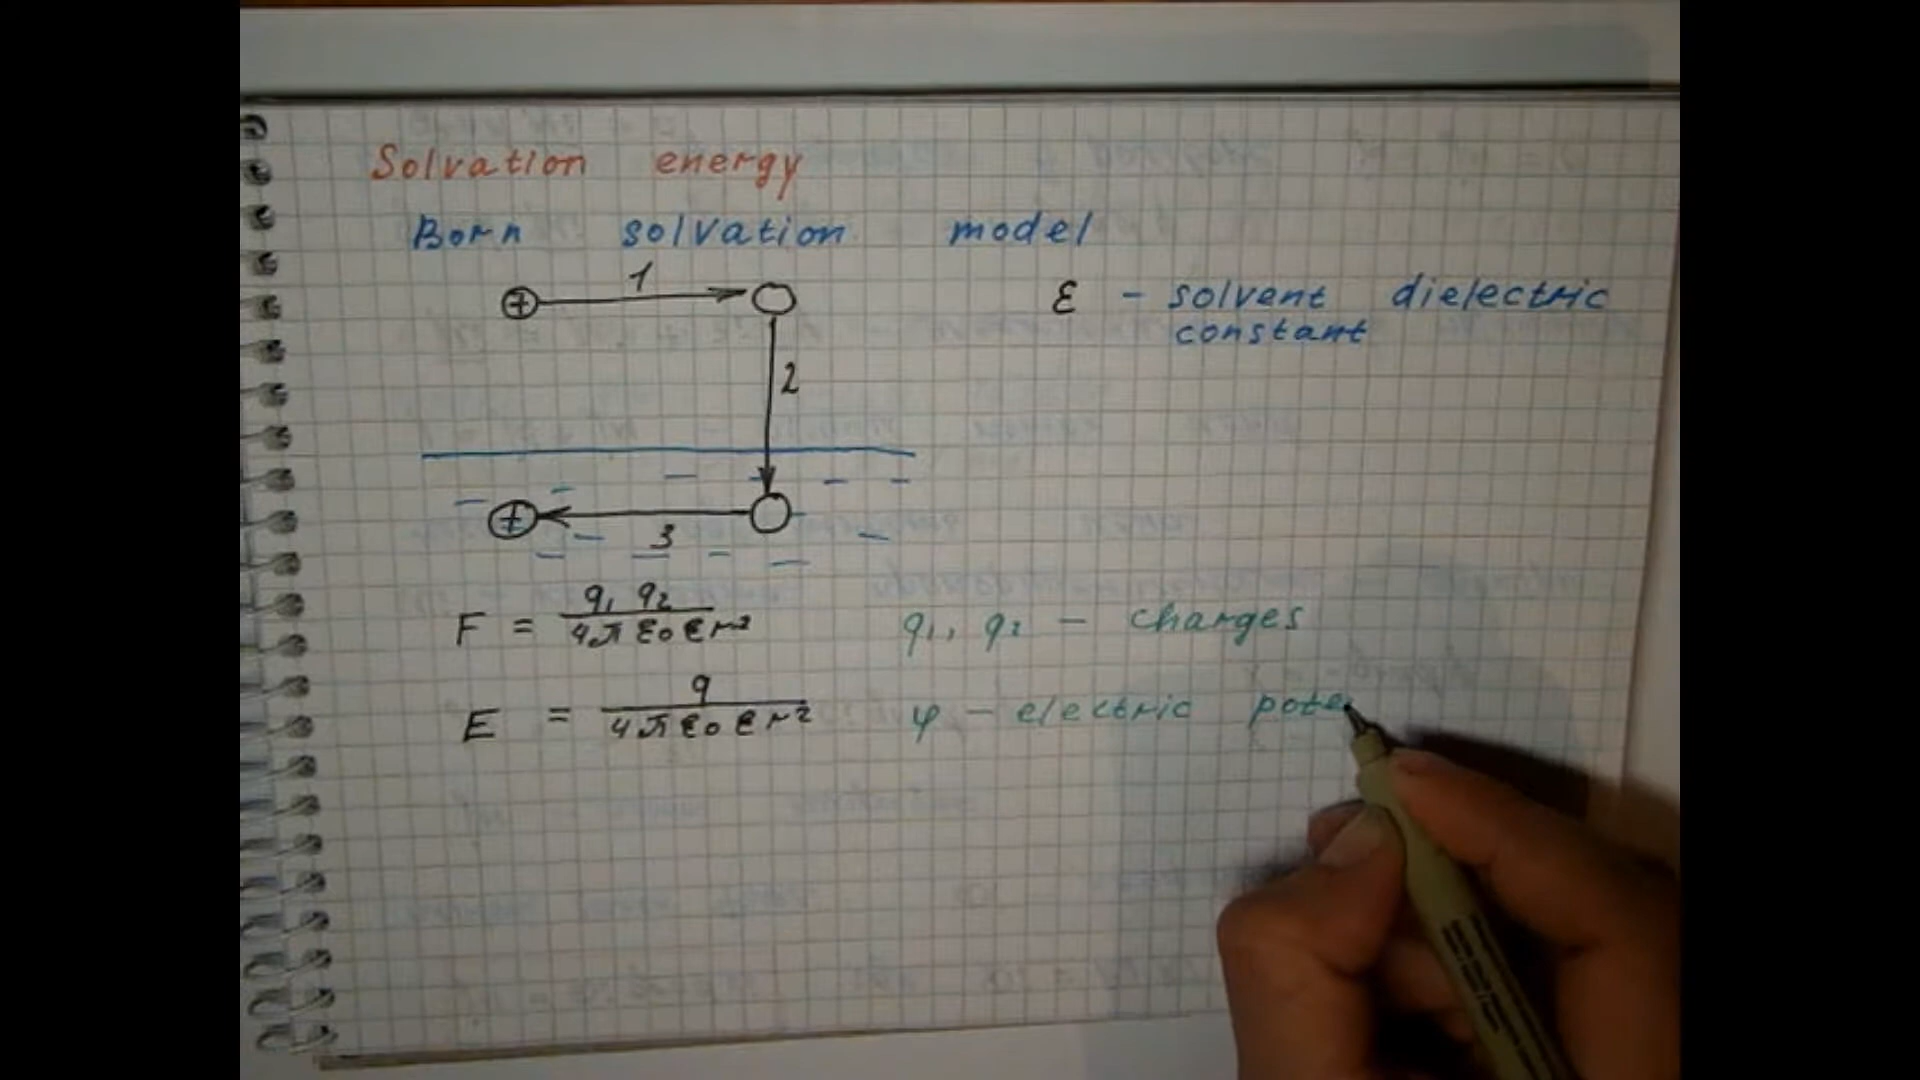 Solvation energy
Born solvation model
1
ε - solvent dielectric
constant
2
3
F = q₁ q₂ / 4π ε₀ ε r²
q₁, q₂ - charges
E = q / 4π ε₀ ε r²
φ - electric pote